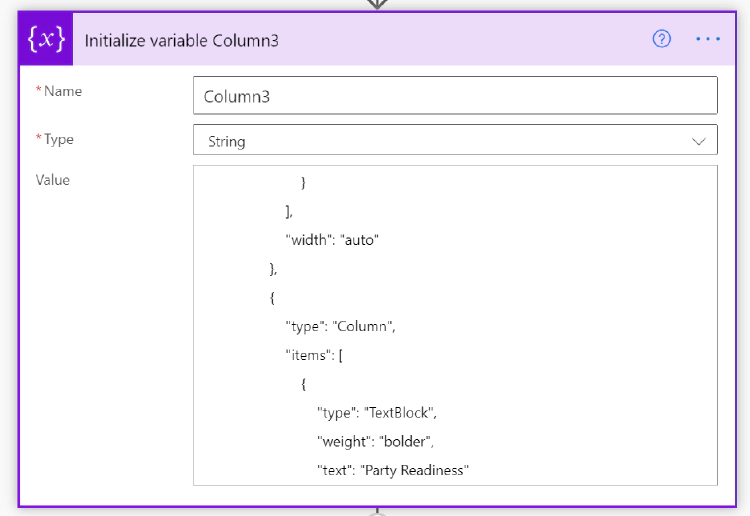 {x} Initialize variable Column3 ? ...
* Name Column3
* Type String
Value }
],
"width": "auto"
},
{
"type": "Column",
"items": [
{
"type": "TextBlock",
"weight": "bolder",
"text": "Party Readiness"